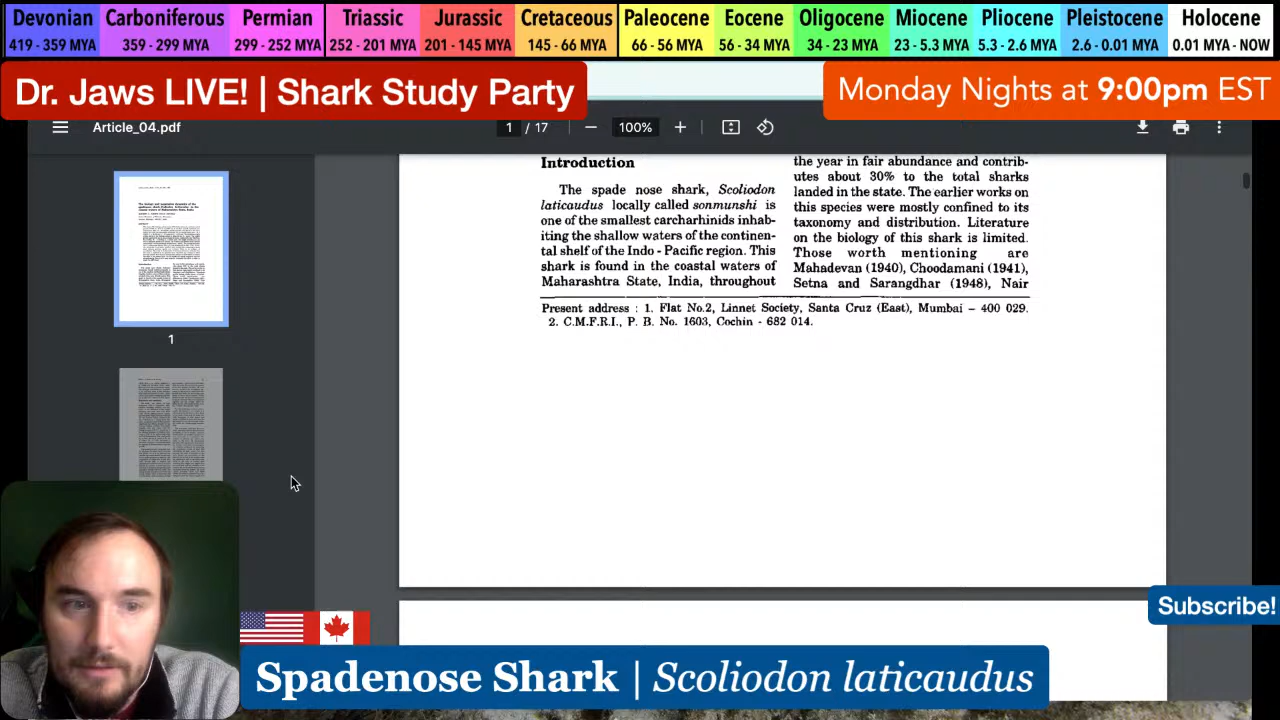 Devonian Carboniferous Permian Triassic Jurassic Cretaceous Paleocene Eocene Oligocene Miocene Pliocene Pleistocene Holocene
419 - 359 MYA 359 - 299 MYA 299 - 252 MYA 252 - 201 MYA 201 - 145 MYA 145 - 66 MYA 66 - 56 MYA 56 - 34 MYA 34 - 23 MYA 23 - 5.3 MYA 5.3 - 2.6 MYA 2.6 - 0.01 MYA 0.01 MYA - NOW
Dr. Jaws LIVE! | Shark Study Party
Monday Nights at 9:00pm EST
Article_04.pdf
1 / 17
100%
Introduction
The spade nose shark, Scoliodon
laticaudus locally called sonmunshi is
one of the smallest carcharhinids inhab-
iting the shallow waters of the continen-
tal shelf of the Indo - Pacific region. This
shark is found in the coastal waters of
Maharashtra State, India, throughout
the year in fair abundance and contrib-
utes about 30% to the total sharks
landed in the state. The earlier works on
this species were mostly confined to its
taxonomy and distribution. Literature
on the biology of this shark is limited.
Those worth mentioning are
Mahadevan (1940), Choodamani (1941),
Setna and Sarangdhar (1948), Nair
Present address : 1. Flat No.2, Linnet Society, Santa Cruz (East), Mumbai – 400 029.
2. C.M.F.R.I., P. B. No. 1603, Cochin - 682 014.
1
Subscribe!
Spadenose Shark | Scoliodon laticaudus